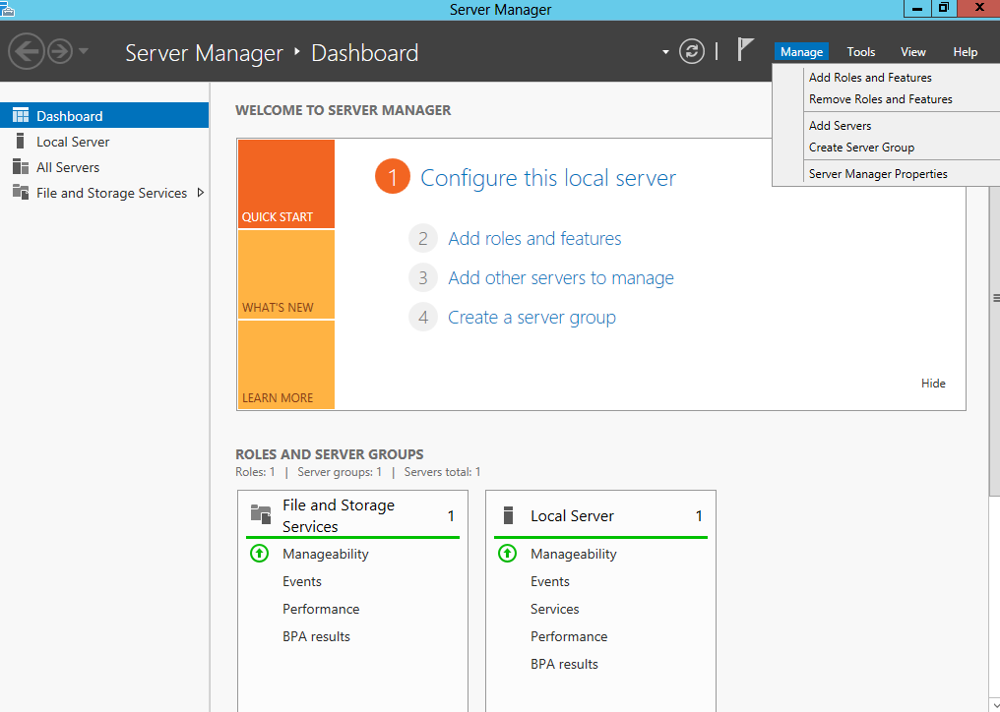 Server Manager
Server Manager ‣ Dashboard
Manage Tools View Help
Add Roles and Features
Remove Roles and Features
Add Servers
Create Server Group
Server Manager Properties
Dashboard
Local Server
All Servers
File and Storage Services
WELCOME TO SERVER MANAGER
QUICK START
WHAT'S NEW
LEARN MORE
1 Configure this local server
2 Add roles and features
3 Add other servers to manage
4 Create a server group
Hide
ROLES AND SERVER GROUPS
Roles: 1 | Server groups: 1 | Servers total: 1
File and Storage
Services 1
Manageability
Events
Performance
BPA results
Local Server 1
Manageability
Events
Services
Performance
BPA results